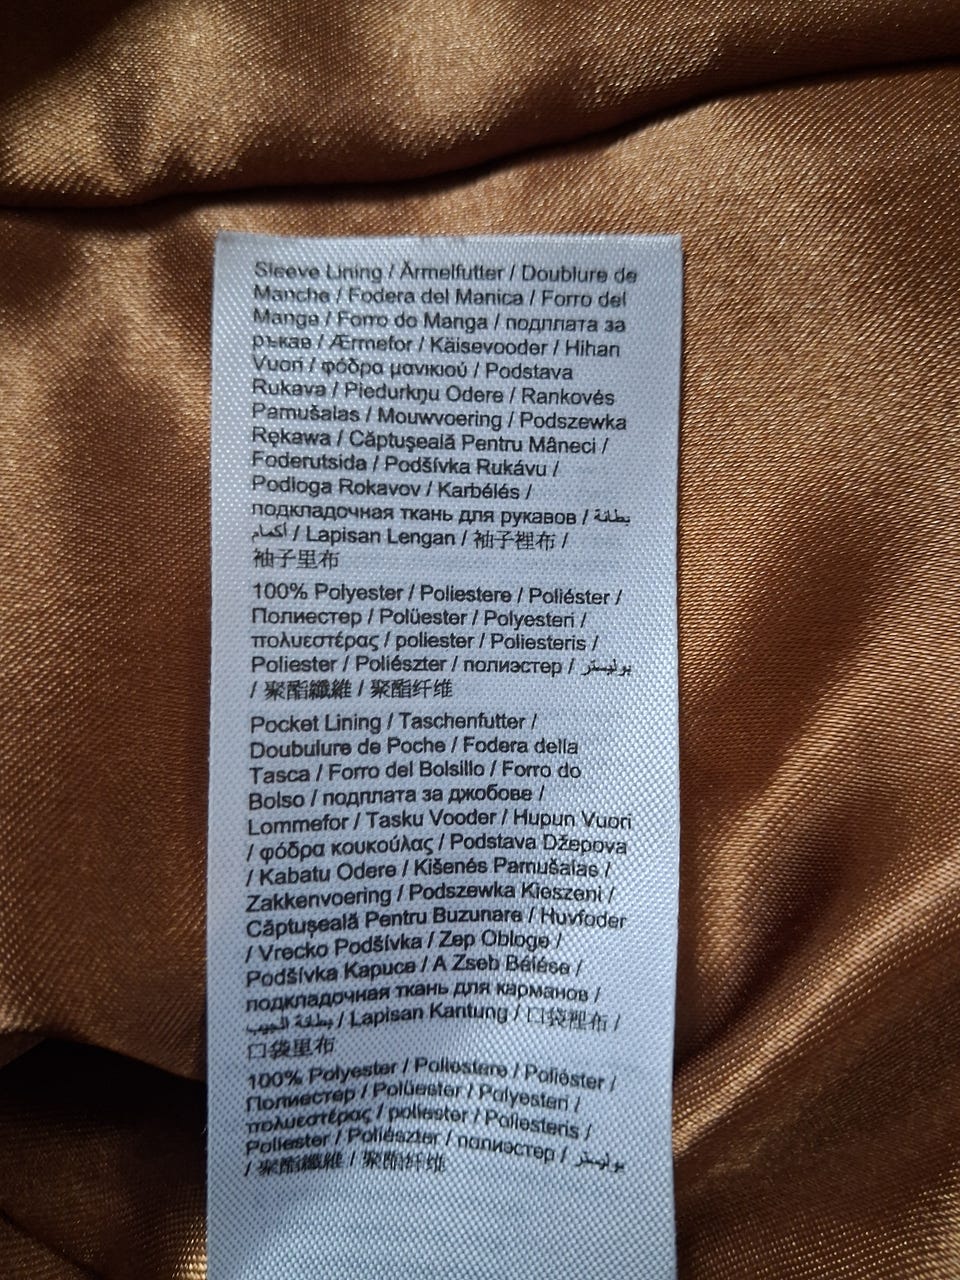 Sleeve Lining / Ärmelfutter / Doublure de
Manche / Fodera del Manica / Forro del
Manga / Forro do Manga / подплата за
ръкав / Ærmefor / Käisevooder / Hihan
Vuori / φόδρα μανικιού / Podstava
Rukava / Piedurkņu Odere / Rankovės
Pamušalas / Mouwvoering / Podszewka
Rękawa / Căptuşeală Pentru Mâneci /
Foderutsida / Podšívka Rukávu /
Podloga Rokavov / Karbélés /
подкладочная ткань для рукавов / بطانة
أكمام / Lapisan Lengan / 袖子裡布 /
袖子里布
100% Polyester / Poliestere / Poliéster /
Полиестер / Polüester / Polyesteri /
πολυεστέρας / poliester / Poliesteris /
Poliester / Poliészter / полиэстер / بوليستر
/ 聚酯纖維 / 聚酯纤维
Pocket Lining / Taschenfutter /
Doubulure de Poche / Fodera della
Tasca / Forro del Bolsillo / Forro do
Bolso / подплата за джобове /
Lommefor / Tasku Vooder / Hupun Vuori
/ φόδρα κουκούλας / Podstava Džepova
/ Kabatu Odere / Kišenės Pamušalas /
Zakkenvoering / Podszewka Kieszeni /
Căptuşeală Pentru Buzunare / Huvfoder
/ Vrecko Podšívka / Zep Obloge /
Podšívka Kapuce / A Zseb Bélése /
подкладочная ткань для карманов /
بطانة الجيب / Lapisan Kantung / 口袋裡布 /
口袋里布
100% Polyester / Poliestere / Poliéster /
Полиестер / Polüester / Polyesteri /
πολυεστέρας / poliester / Poliesteris /
Poliester / Poliészter / полиэстер / بوليستر
/ 聚酯纖維 / 聚酯纤维